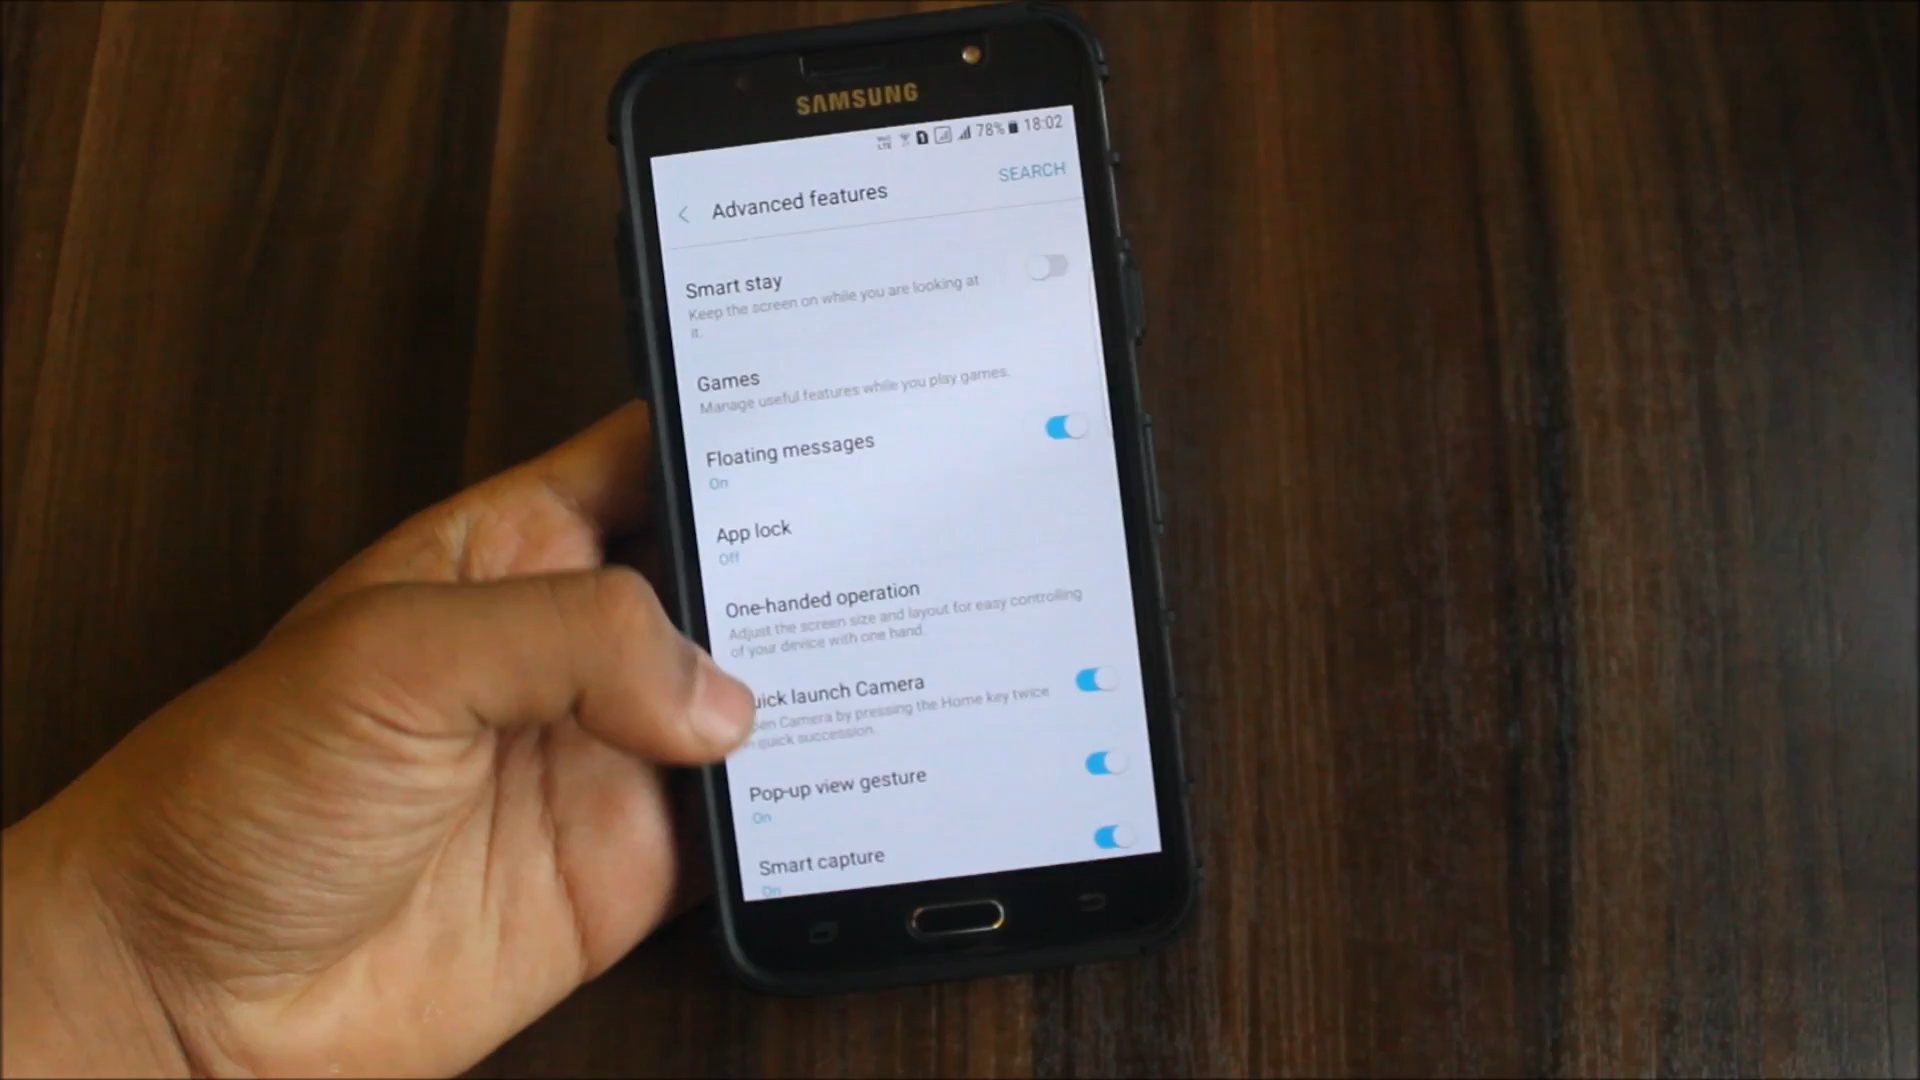 SAMSUNG
78% 18:02
Advanced features
SEARCH
Smart stay
Keep the screen on while you are looking at
it.
Games
Manage useful features while you play games.
Floating messages
On
App lock
Off
One-handed operation
Adjust the screen size and layout for easy controlling
of your device with one hand.
uick launch Camera
pen Camera by pressing the Home key twice
quick succession.
Pop-up view gesture
On
Smart capture
On